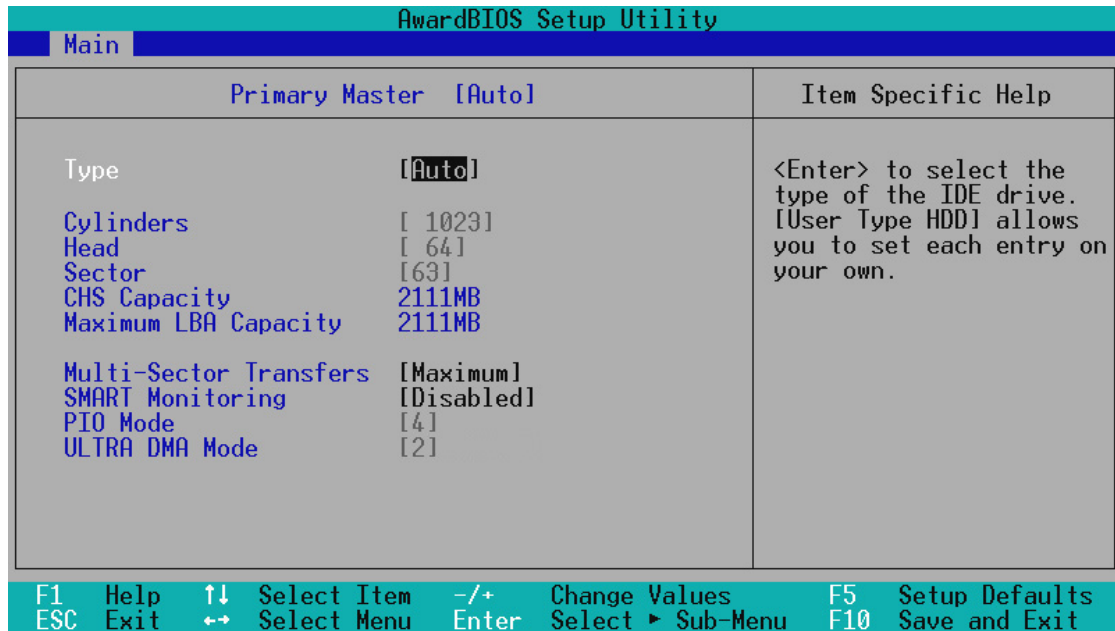 AwardBIOS Setup Utility
Main
Primary Master [Auto]
Item Specific Help
Type [Auto]
Cylinders [ 1023]
Head [ 64]
Sector [63]
CHS Capacity 2111MB
Maximum LBA Capacity 2111MB
Multi-Sector Transfers [Maximum]
SMART Monitoring [Disabled]
PIO Mode [4]
ULTRA DMA Mode [2]
<Enter> to select the
type of the IDE drive.
[User Type HDD] allows
you to set each entry on
your own.
F1 Help ↑↓ Select Item -/+ Change Values F5 Setup Defaults
ESC Exit ←→ Select Menu Enter Select ► Sub-Menu F10 Save and Exit